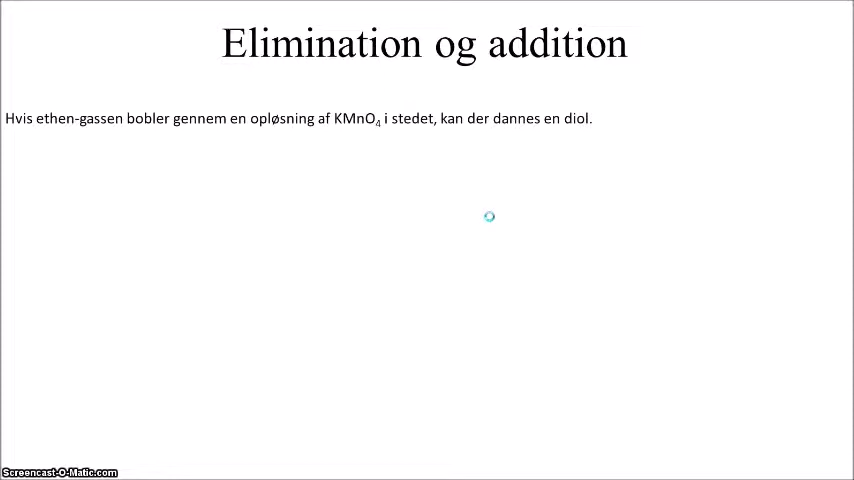 Elimination og addition
Hvis ethen-gassen bobler gennem en opløsning af KMnO₄ i stedet, kan der dannes en diol.
Screencast-O-Matic.com